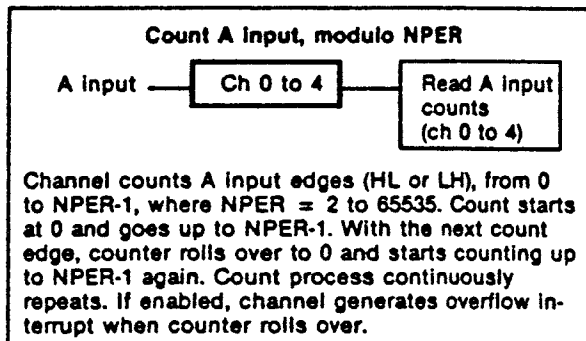 Count A input, modulo NPER
A input
Ch 0 to 4
Read A input
counts
(ch 0 to 4)
Channel counts A input edges (HL or LH), from 0
to NPER-1, where NPER = 2 to 65535. Count starts
at 0 and goes up to NPER-1. With the next count
edge, counter rolls over to 0 and starts counting up
to NPER-1 again. Count process continuously
repeats. If enabled, channel generates overflow in-
terrupt when counter rolls over.